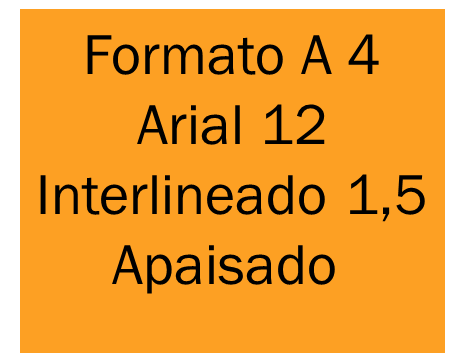 Formato A 4
Arial 12
Interlineado 1,5
Apaisado